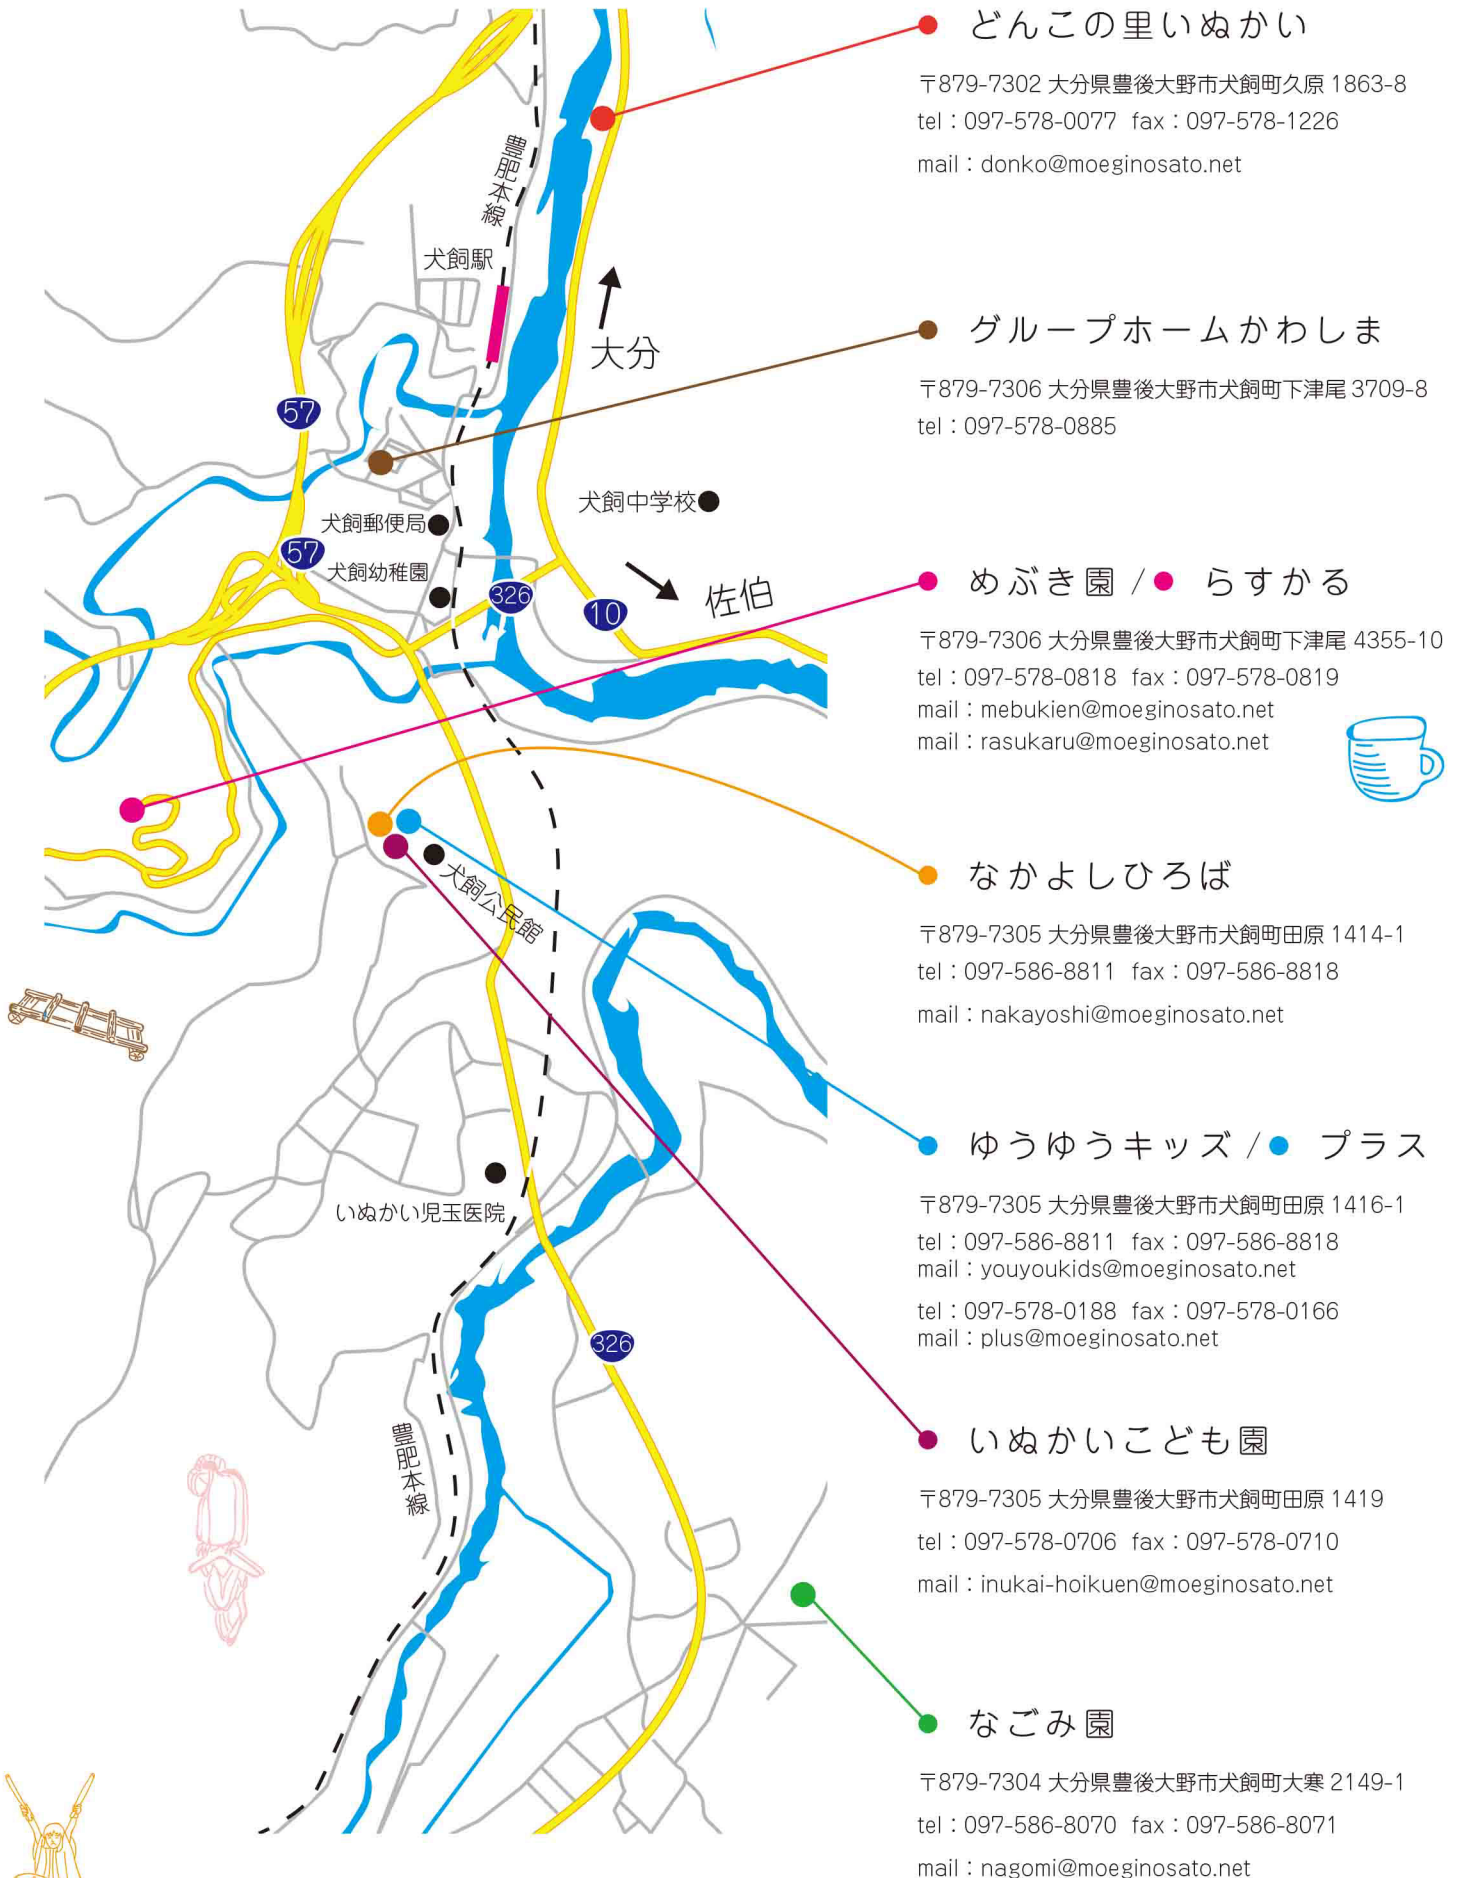 どんこの里いぬかい
〒879-7302 大分県豊後大野市犬飼町久原 1863-8
tel：097-578-0077 fax：097-578-1226
mail：donko@moeginosato.net
豊肥本線
犬飼駅
大分
グループホームかわしま
〒879-7306 大分県豊後大野市犬飼町下津尾 3709-8
tel：097-578-0885
57
犬飼中学校
犬飼郵便局
57
犬飼幼稚園
326
10
佐伯
めぶき園 / らすかる
〒879-7306 大分県豊後大野市犬飼町下津尾 4355-10
tel：097-578-0818 fax：097-578-0819
mail：mebukien@moeginosato.net
mail：rasukaru@moeginosato.net
犬飼公民館
なかよしひろば
〒879-7305 大分県豊後大野市犬飼町田原 1414-1
tel：097-586-8811 fax：097-586-8818
mail：nakayoshi@moeginosato.net
ゆうゆうキッズ / プラス
〒879-7305 大分県豊後大野市犬飼町田原 1416-1
tel：097-586-8811 fax：097-586-8818
mail：youyoukids@moeginosato.net
tel：097-578-0188 fax：097-578-0166
mail：plus@moeginosato.net
いぬかい児玉医院
326
豊肥本線
いぬかいこども園
〒879-7305 大分県豊後大野市犬飼町田原 1419
tel：097-578-0706 fax：097-578-0710
mail：inukai-hoikuen@moeginosato.net
なごみ園
〒879-7304 大分県豊後大野市犬飼町大寒 2149-1
tel：097-586-8070 fax：097-586-8071
mail：nagomi@moeginosato.net